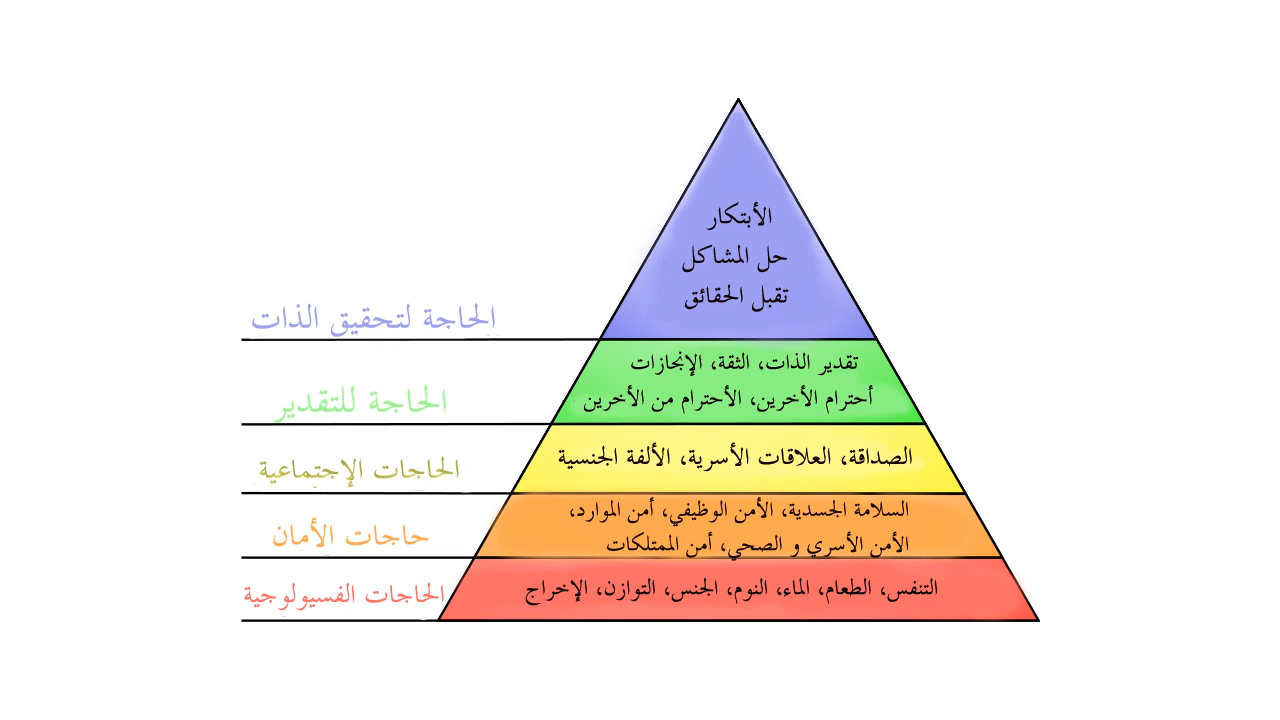 الأبتكار
حل المشاكل
تقبل الحقائق
الحاجة لتحقيق الذات
تقدير الذات، الثقة، الإنجازات
أحترام الأخرين، الأحترام من الأخرين
الحاجة للتقدير
الصداقة، العلاقات الأسرية، الألفة الجنسية
الحاجات الإجتماعية
السلامة الجسدية، الأمن الوظيفي، أمن الموارد،
الأمن الأسري و الصحي، أمن الممتلكات
حاجات الأمان
التنفس، الطعام، الماء، النوم، الجنس، التوازن، الإخراج
الحاجات الفسيولوجية